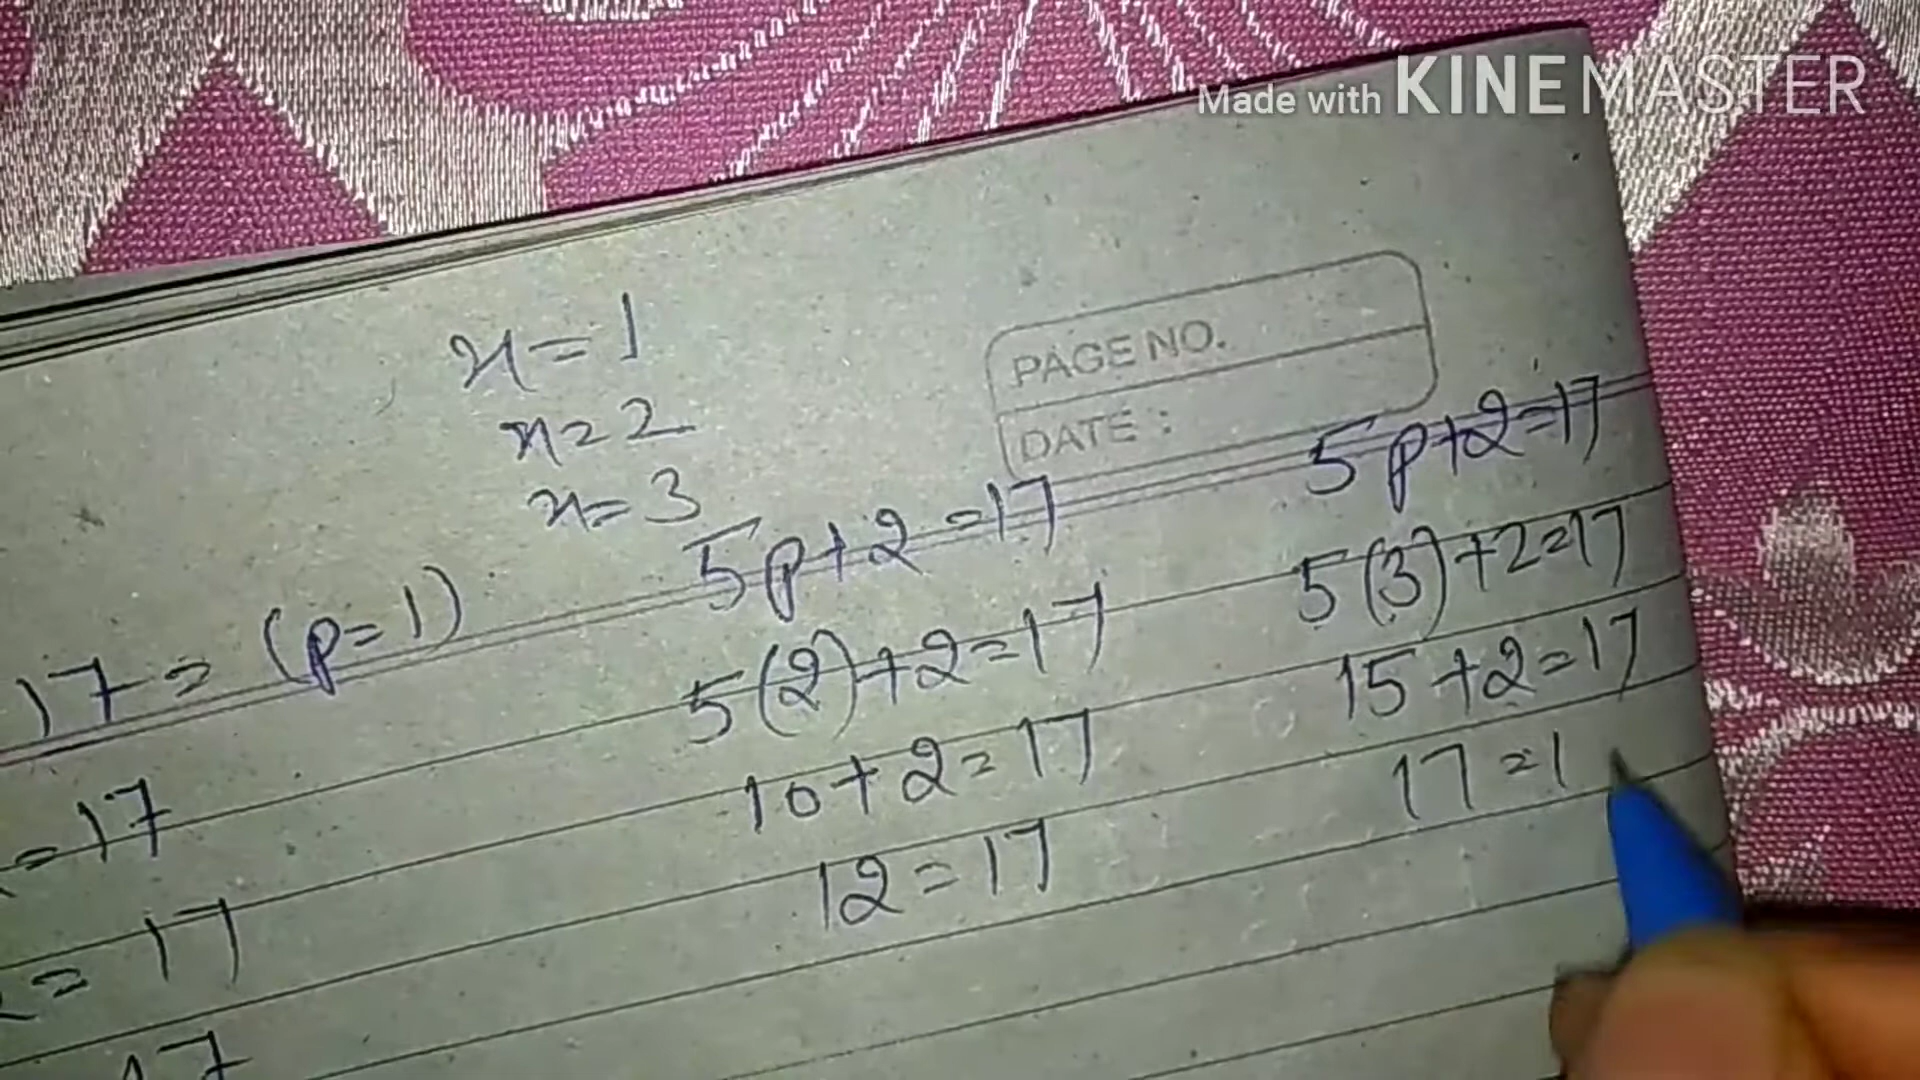 Made with KINEMASTER
x=1
x=2
x=3
PAGE NO.
DATE :
17= (p=1)
=17
= 17
17
5p+2=17
5(2)+2=17
10+2=17
12=17
5p+2=17
5(3)+2=17
15+2=17
17=1